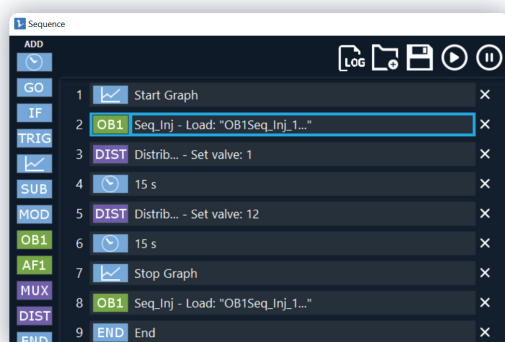 Sequence
ADD
LOG
GO
IF
TRIG
SUB
MOD
OB1
AF1
MUX
DIST
END
1 Start Graph ×
2 OB1 Seq_Inj - Load: "OB1Seq_Inj_1..." ×
3 DIST Distrib... - Set valve: 1 ×
4 15 s ×
5 DIST Distrib... - Set valve: 12 ×
6 15 s ×
7 Stop Graph ×
8 OB1 Seq_Inj - Load: "OB1Seq_Inj_1..." ×
9 END End ×